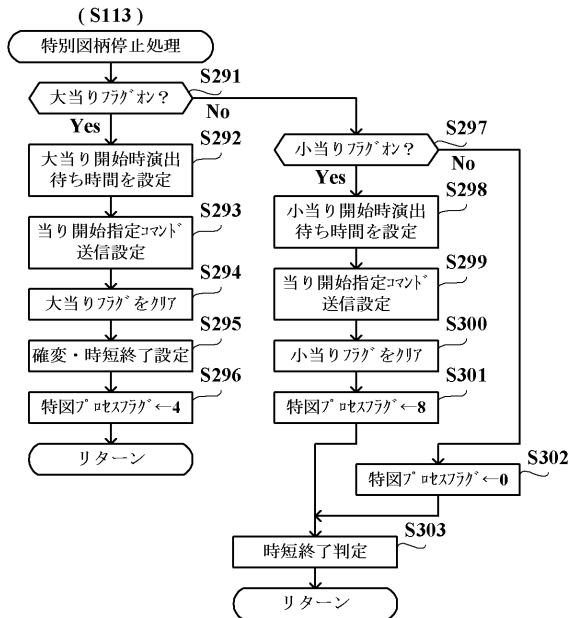 ( S113 )
特別図柄停止処理
S291
大当りﾌﾗｸﾞｵﾝ？
Yes
No
S292
大当り開始時演出
待ち時間を設定
S293
当り開始指定ｺﾏﾝﾄﾞ
送信設定
S294
大当りﾌﾗｸﾞをｸﾘｱ
S295
確変・時短終了設定
S296
特図ﾌﾟﾛｾｽﾌﾗｸﾞ←4
リターン
S297
小当りﾌﾗｸﾞｵﾝ？
Yes
No
S298
小当り開始時演出
待ち時間を設定
S299
当り開始指定ｺﾏﾝﾄﾞ
送信設定
S300
小当りﾌﾗｸﾞをｸﾘｱ
S301
特図ﾌﾟﾛｾｽﾌﾗｸﾞ←8
S302
特図ﾌﾟﾛｾｽﾌﾗｸﾞ←0
S303
時短終了判定
リターン